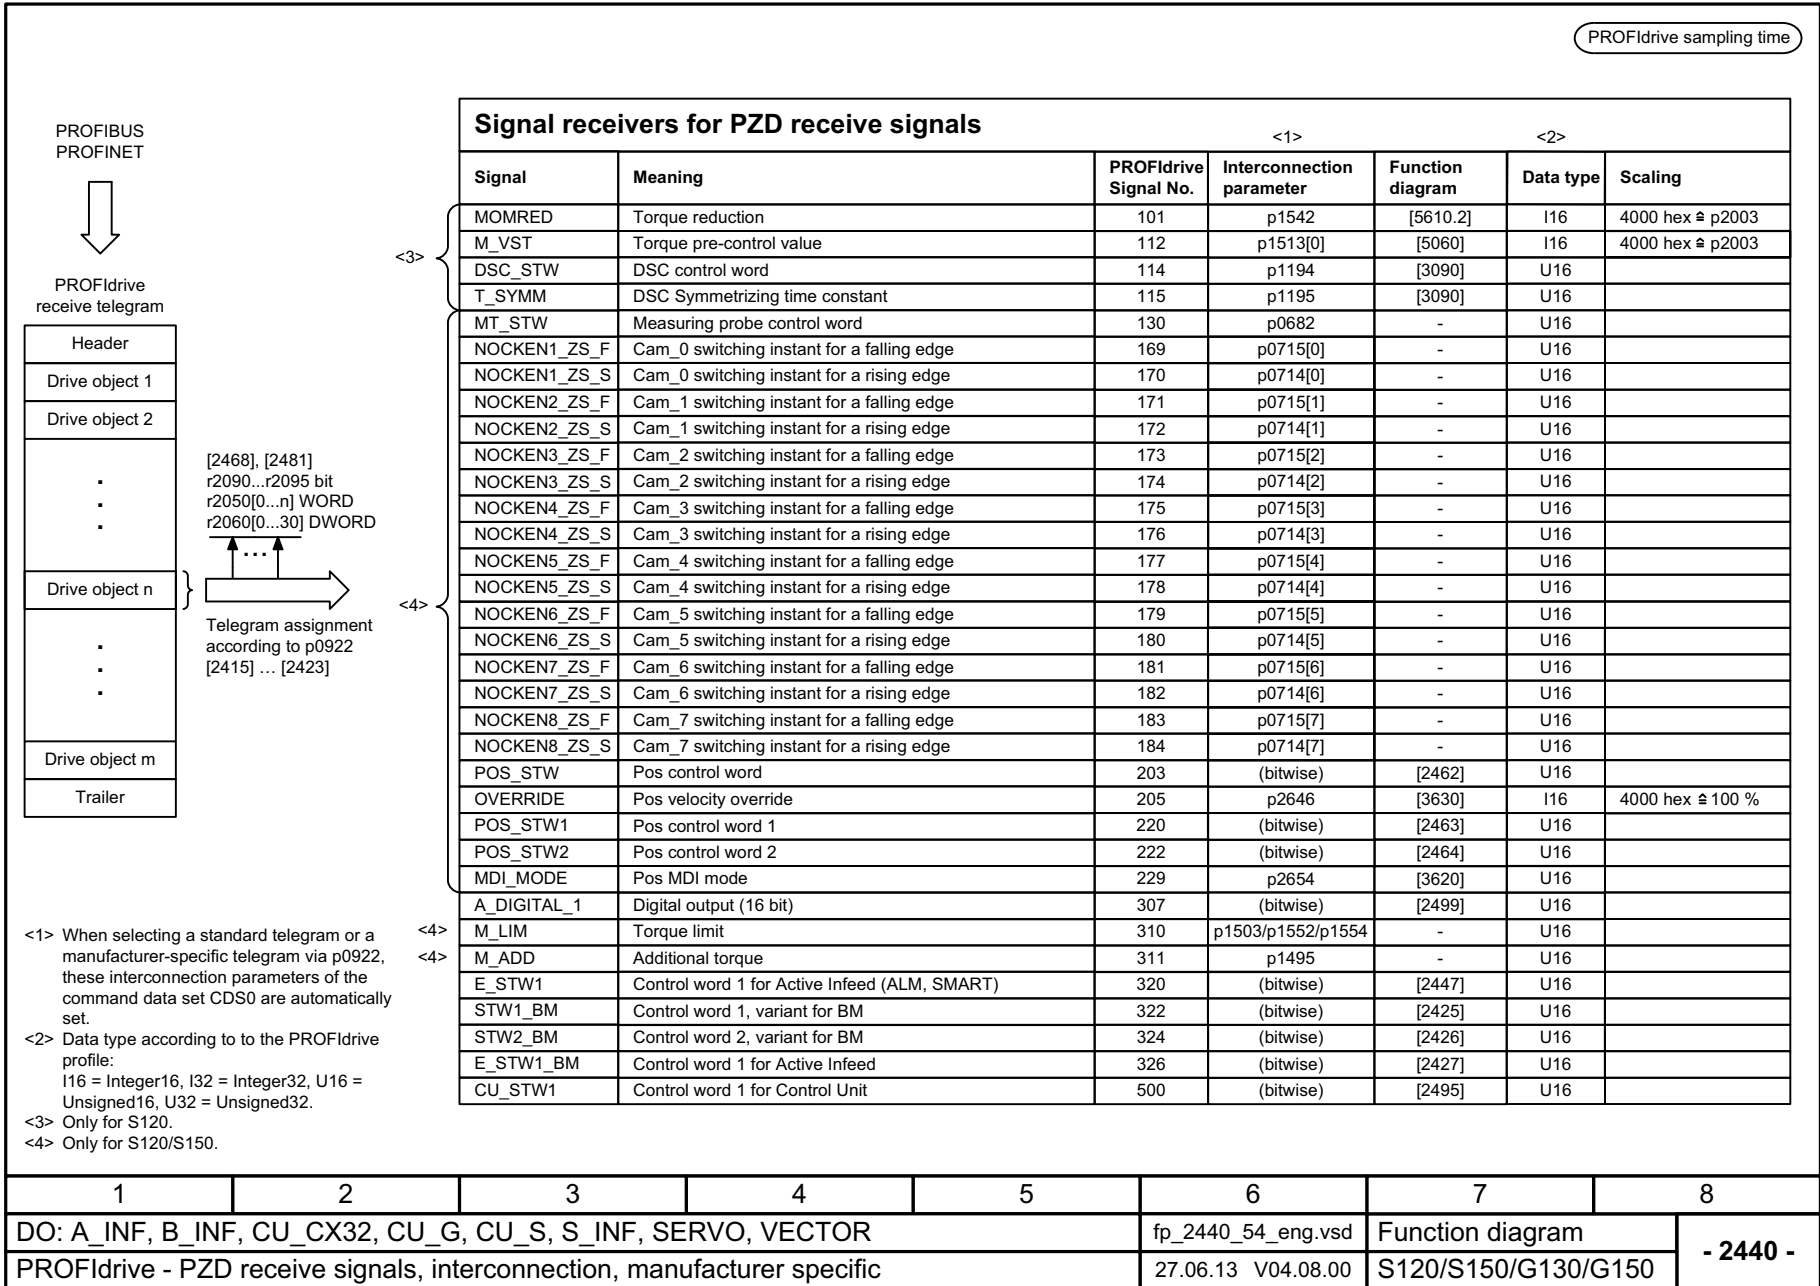 PROFIdrive sampling time
PROFIBUS
PROFINET
PROFIdrive
receive telegram
Header
Drive object 1
Drive object 2
.
.
.
Drive object n
.
.
.
Drive object m
Trailer
[2468], [2481]
r2090...r2095 bit
r2050[0...n] WORD
r2060[0...30] DWORD
...
Telegram assignment
according to p0922
[2415] … [2423]
Signal receivers for PZD receive signals <1> <2>
Signal Meaning PROFIdrive Signal No. Interconnection parameter Function diagram Data type Scaling
<3>
MOMRED Torque reduction 101 p1542 [5610.2] I16 4000 hex ≙ p2003
M_VST Torque pre-control value 112 p1513[0] [5060] I16 4000 hex ≙ p2003
DSC_STW DSC control word 114 p1194 [3090] U16
T_SYMM DSC Symmetrizing time constant 115 p1195 [3090] U16
<4>
MT_STW Measuring probe control word 130 p0682 - U16
NOCKEN1_ZS_F Cam_0 switching instant for a falling edge 169 p0715[0] - U16
NOCKEN1_ZS_S Cam_0 switching instant for a rising edge 170 p0714[0] - U16
NOCKEN2_ZS_F Cam_1 switching instant for a falling edge 171 p0715[1] - U16
NOCKEN2_ZS_S Cam_1 switching instant for a rising edge 172 p0714[1] - U16
NOCKEN3_ZS_F Cam_2 switching instant for a falling edge 173 p0715[2] - U16
NOCKEN3_ZS_S Cam_2 switching instant for a rising edge 174 p0714[2] - U16
NOCKEN4_ZS_F Cam_3 switching instant for a falling edge 175 p0715[3] - U16
NOCKEN4_ZS_S Cam_3 switching instant for a rising edge 176 p0714[3] - U16
NOCKEN5_ZS_F Cam_4 switching instant for a falling edge 177 p0715[4] - U16
NOCKEN5_ZS_S Cam_4 switching instant for a rising edge 178 p0714[4] - U16
NOCKEN6_ZS_F Cam_5 switching instant for a falling edge 179 p0715[5] - U16
NOCKEN6_ZS_S Cam_5 switching instant for a rising edge 180 p0714[5] - U16
NOCKEN7_ZS_F Cam_6 switching instant for a falling edge 181 p0715[6] - U16
NOCKEN7_ZS_S Cam_6 switching instant for a rising edge 182 p0714[6] - U16
NOCKEN8_ZS_F Cam_7 switching instant for a falling edge 183 p0715[7] - U16
NOCKEN8_ZS_S Cam_7 switching instant for a rising edge 184 p0714[7] - U16
POS_STW Pos control word 203 (bitwise) [2462] U16
OVERRIDE Pos velocity override 205 p2646 [3630] I16 4000 hex ≙ 100 %
POS_STW1 Pos control word 1 220 (bitwise) [2463] U16
POS_STW2 Pos control word 2 222 (bitwise) [2464] U16
MDI_MODE Pos MDI mode 229 p2654 [3620] U16
A_DIGITAL_1 Digital output (16 bit) 307 (bitwise) [2499] U16
<4> M_LIM Torque limit 310 p1503/p1552/p1554 - U16
<4> M_ADD Additional torque 311 p1495 - U16
E_STW1 Control word 1 for Active Infeed (ALM, SMART) 320 (bitwise) [2447] U16
STW1_BM Control word 1, variant for BM 322 (bitwise) [2425] U16
STW2_BM Control word 2, variant for BM 324 (bitwise) [2426] U16
E_STW1_BM Control word 1 for Active Infeed 326 (bitwise) [2427] U16
CU_STW1 Control word 1 for Control Unit 500 (bitwise) [2495] U16
<1> When selecting a standard telegram or a
manufacturer-specific telegram via p0922,
these interconnection parameters of the
command data set CDS0 are automatically
set.
<2> Data type according to to the PROFIdrive
profile:
I16 = Integer16, I32 = Integer32, U16 =
Unsigned16, U32 = Unsigned32.
<3> Only for S120.
<4> Only for S120/S150.
1 2 3 4 5 6 7 8
DO: A_INF, B_INF, CU_CX32, CU_G, CU_S, S_INF, SERVO, VECTOR fp_2440_54_eng.vsd Function diagram
- 2440 -
PROFIdrive - PZD receive signals, interconnection, manufacturer specific 27.06.13 V04.08.00 S120/S150/G130/G150